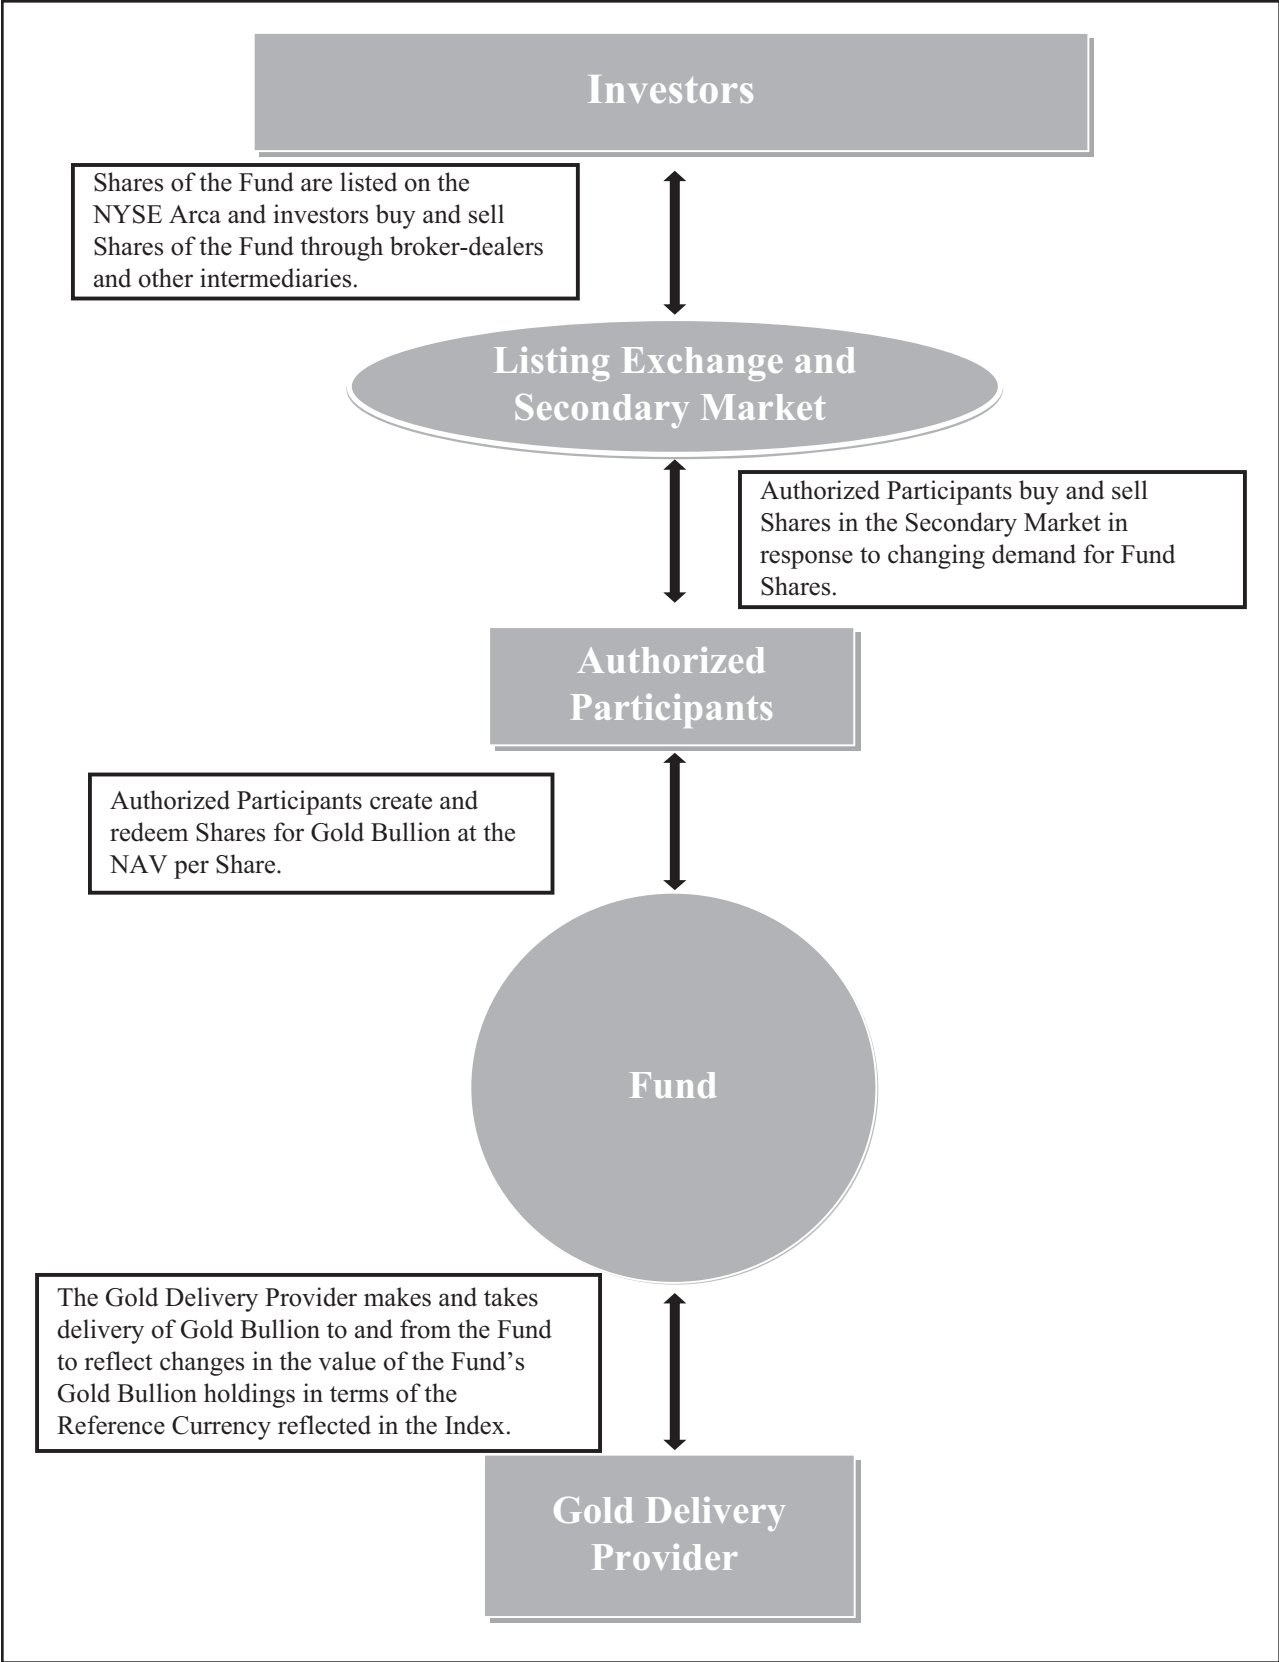 Investors
Shares of the Fund are listed on the
NYSE Arca and investors buy and sell
Shares of the Fund through broker-dealers
and other intermediaries.
Listing Exchange and
Secondary Market
Authorized Participants buy and sell
Shares in the Secondary Market in
response to changing demand for Fund
Shares.
Authorized
Participants
Authorized Participants create and
redeem Shares for Gold Bullion at the
NAV per Share.
Fund
The Gold Delivery Provider makes and takes
delivery of Gold Bullion to and from the Fund
to reflect changes in the value of the Fund’s
Gold Bullion holdings in terms of the
Reference Currency reflected in the Index.
Gold Delivery
Provider